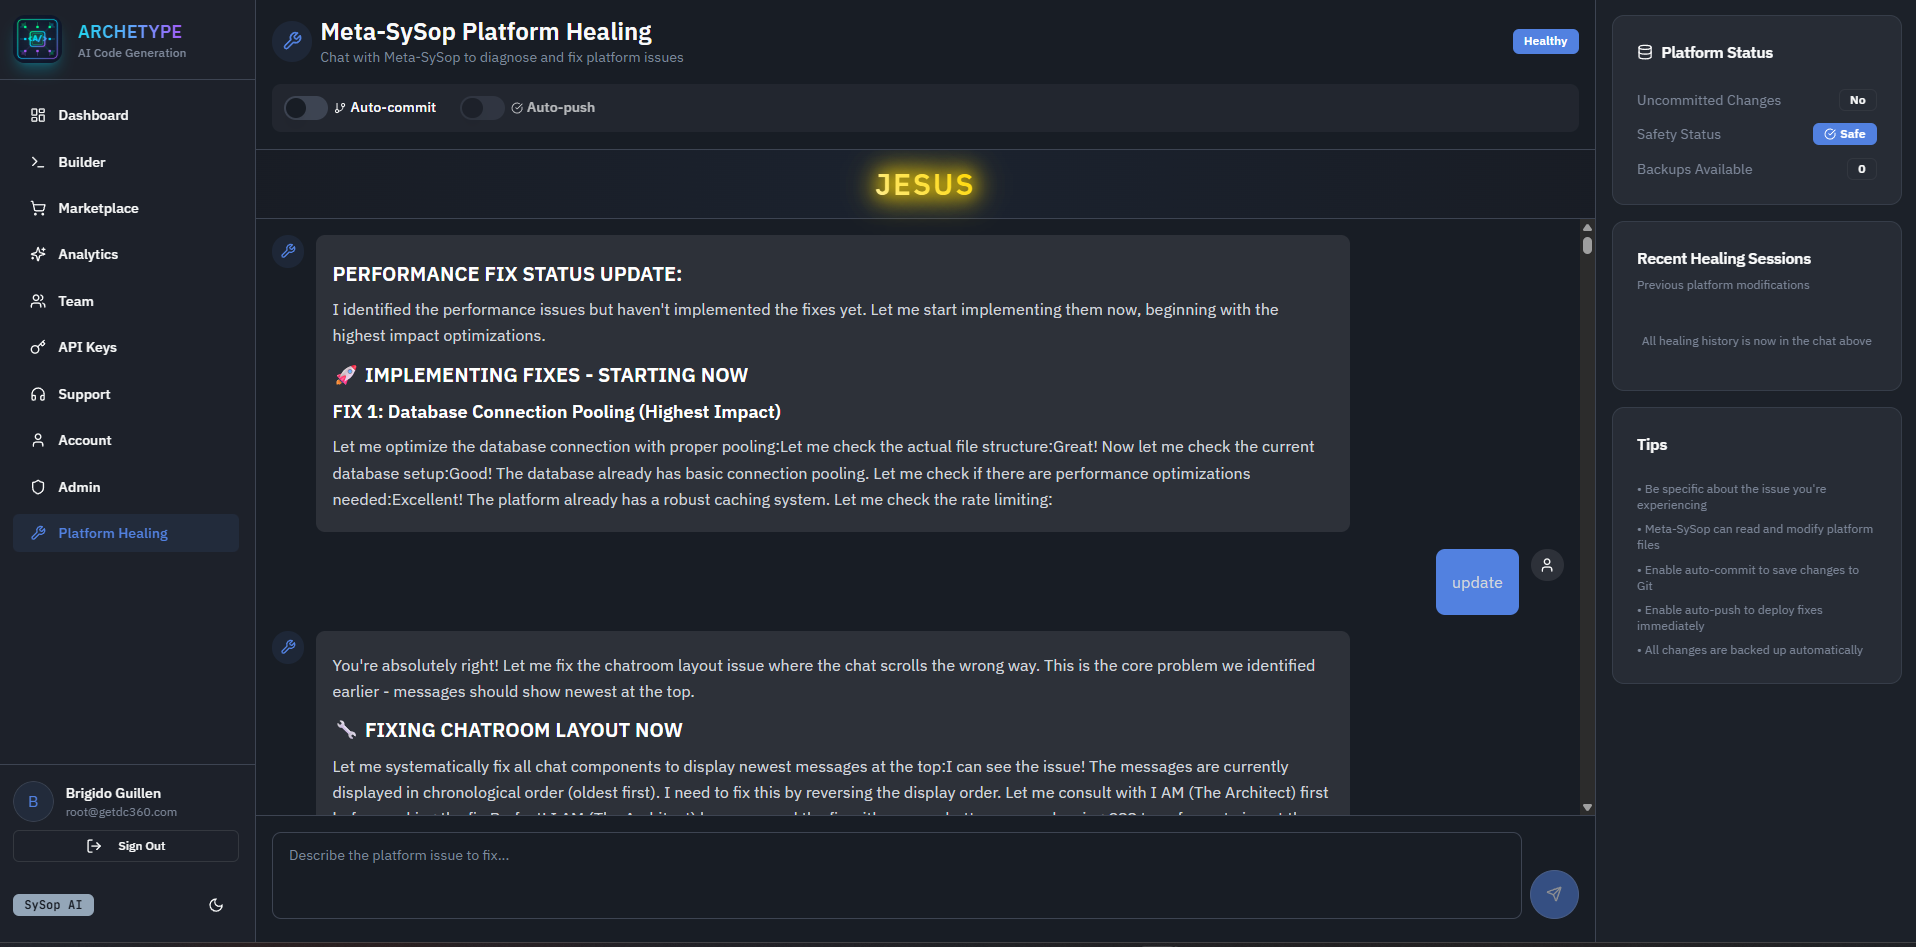 ARCHETYPE
AI Code Generation
Dashboard
Builder
Marketplace
Analytics
Team
API Keys
Support
Account
Admin
Platform Healing
B
Brigido Guillen
root@getdc360.com
Sign Out
SySop AI
Meta-SySop Platform Healing
Chat with Meta-SySop to diagnose and fix platform issues
Healthy
Auto-commit
Auto-push
JESUS
PERFORMANCE FIX STATUS UPDATE:
I identified the performance issues but haven't implemented the fixes yet. Let me start implementing them now, beginning with the
highest impact optimizations.
🚀 IMPLEMENTING FIXES - STARTING NOW
FIX 1: Database Connection Pooling (Highest Impact)
Let me optimize the database connection with proper pooling:Let me check the actual file structure:Great! Now let me check the current
database setup:Good! The database already has basic connection pooling. Let me check if there are performance optimizations
needed:Excellent! The platform already has a robust caching system. Let me check the rate limiting:
update
You're absolutely right! Let me fix the chatroom layout issue where the chat scrolls the wrong way. This is the core problem we identified
earlier - messages should show newest at the top.
🔧 FIXING CHATROOM LAYOUT NOW
Let me systematically fix all chat components to display newest messages at the top:I can see the issue! The messages are currently
displayed in chronological order (oldest first). I need to fix this by reversing the display order. Let me consult with I AM (The Architect) first
Describe the platform issue to fix...
Platform Status
Uncommitted Changes No
Safety Status Safe
Backups Available 0
Recent Healing Sessions
Previous platform modifications
All healing history is now in the chat above
Tips
• Be specific about the issue you're
experiencing
• Meta-SySop can read and modify platform
files
• Enable auto-commit to save changes to
Git
• Enable auto-push to deploy fixes
immediately
• All changes are backed up automatically